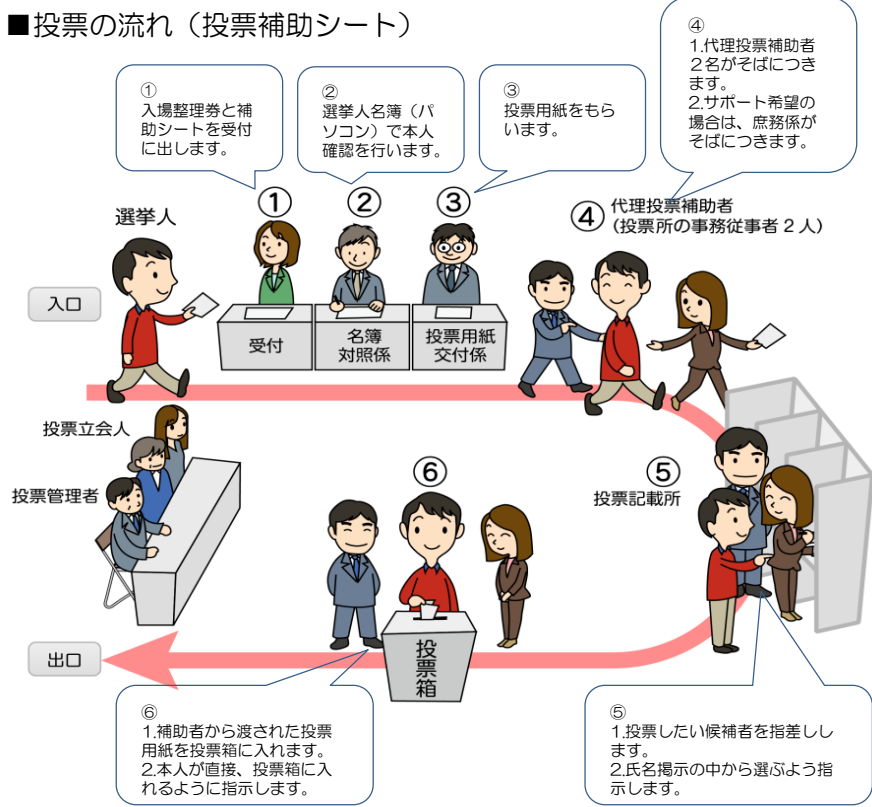 ■投票の流れ（投票補助シート）
①
入場整理券と補
助シートを受付
に出します。
②
選挙人名簿（パ
ソコン）で本人
確認を行います。
③
投票用紙をもら
います。
④
1.代理投票補助者
２名がそばにつき
ます。
2.サポート希望の
場合は、庶務係が
そばにつきます。
選挙人
①
②
③
④
代理投票補助者
（投票所の事務従事者２人）
入口
受付
名簿
対照係
投票用紙
交付係
投票立会人
投票管理者
⑥
⑤
投票記載所
出口
投票箱
⑥
1.補助者から渡された投票
用紙を投票箱に入れます。
2.本人が直接、投票箱に入
れるように指示します。
⑤
1.投票したい候補者を指差しし
ます。
2.氏名掲示の中から選ぶよう指
示します。